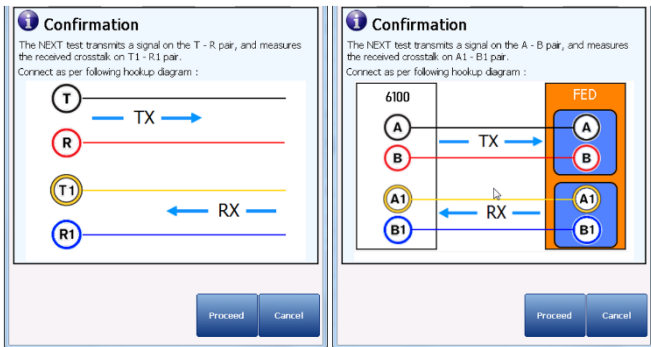 Confirmation
The NEXT test transmits a signal on the T - R pair, and measures
the received crosstalk on T1 - R1 pair.
Connect as per following hookup diagram :
T
TX
R
T1
RX
R1
Proceed Cancel
Confirmation
The NEXT test transmits a signal on the A - B pair, and measures
the received crosstalk on A1 - B1 pair.
Connect as per following hookup diagram :
6100 FED
A A
TX
B B
A1 A1
RX
B1 B1
Proceed Cancel